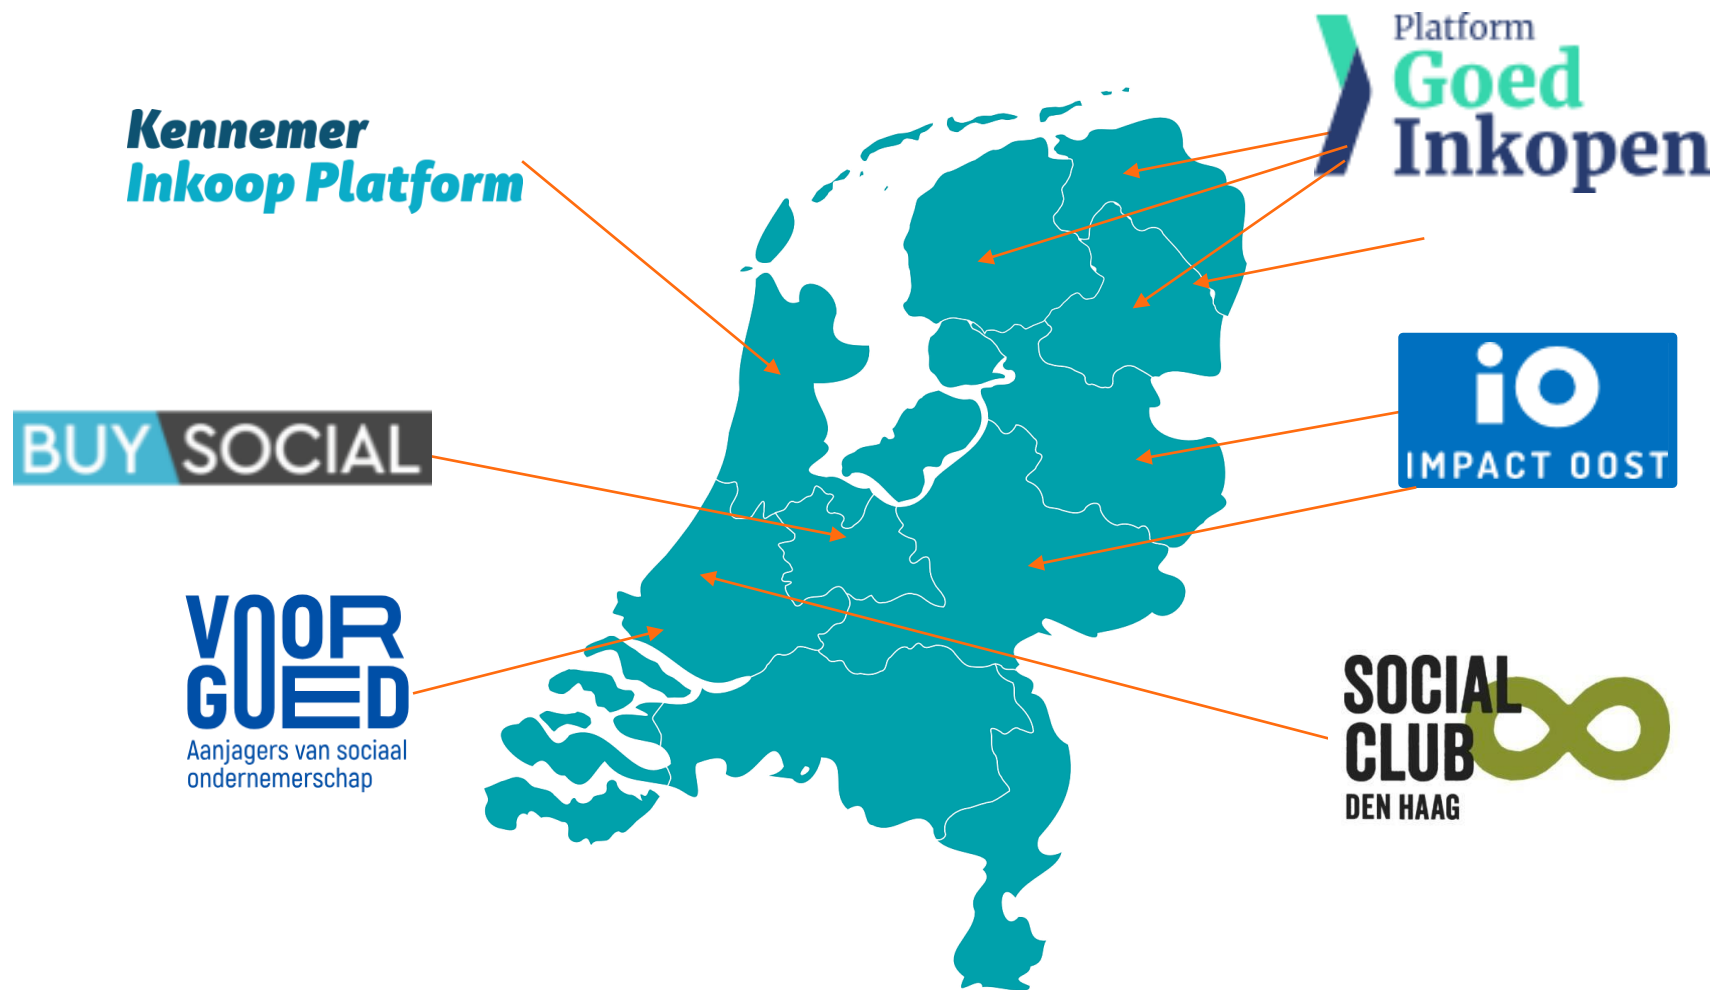 Platform
Goed
Inkopen
Kennemer
Inkoop Platform
iO
IMPACT OOST
BUY SOCIAL
VOOR
GOED
Aanjagers van sociaal
ondernemerschap
SOCIAL
CLUB
DEN HAAG